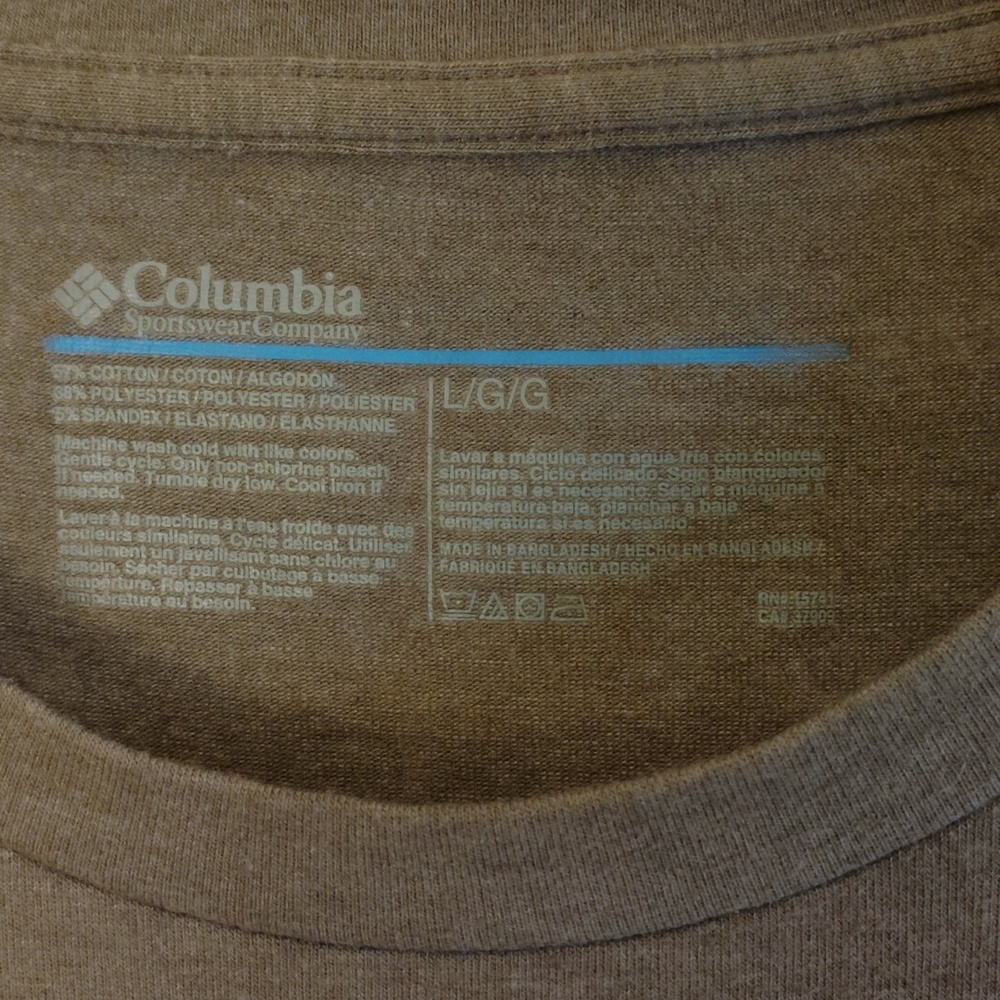 Columbia
Sportswear Company
57% COTTON / COTON / ALGODÓN
38% POLYESTER / POLYESTER / POLIESTER
5% SPANDEX / ELASTANO / ELASTHANNE
Machine wash cold with like colors.
Gentle cycle. Only non-chlorine bleach
if needed. Tumble dry low. Cool iron if
needed.
Laver à la machine à l'eau froide avec des
couleurs similaires. Cycle délicat. Utiliser
seulement un javellisant sans chlore au
besoin. Sécher par culbutage à basse
temperture. Repasser à basse
température au besoin.
L/G/G
Lavar a máquina con agua fría con colores
similares. Ciclo delicado. Solo blanqueador
sin lejía si es necesario. Secar a máquina a
temperatura baja, planchar a baja
temperatura si es necesario
MADE IN BANGLADESH / HECHO EN BANGLADESH /
FABRIQUÉ EN BANGLADESH
RN# 15741
CA#